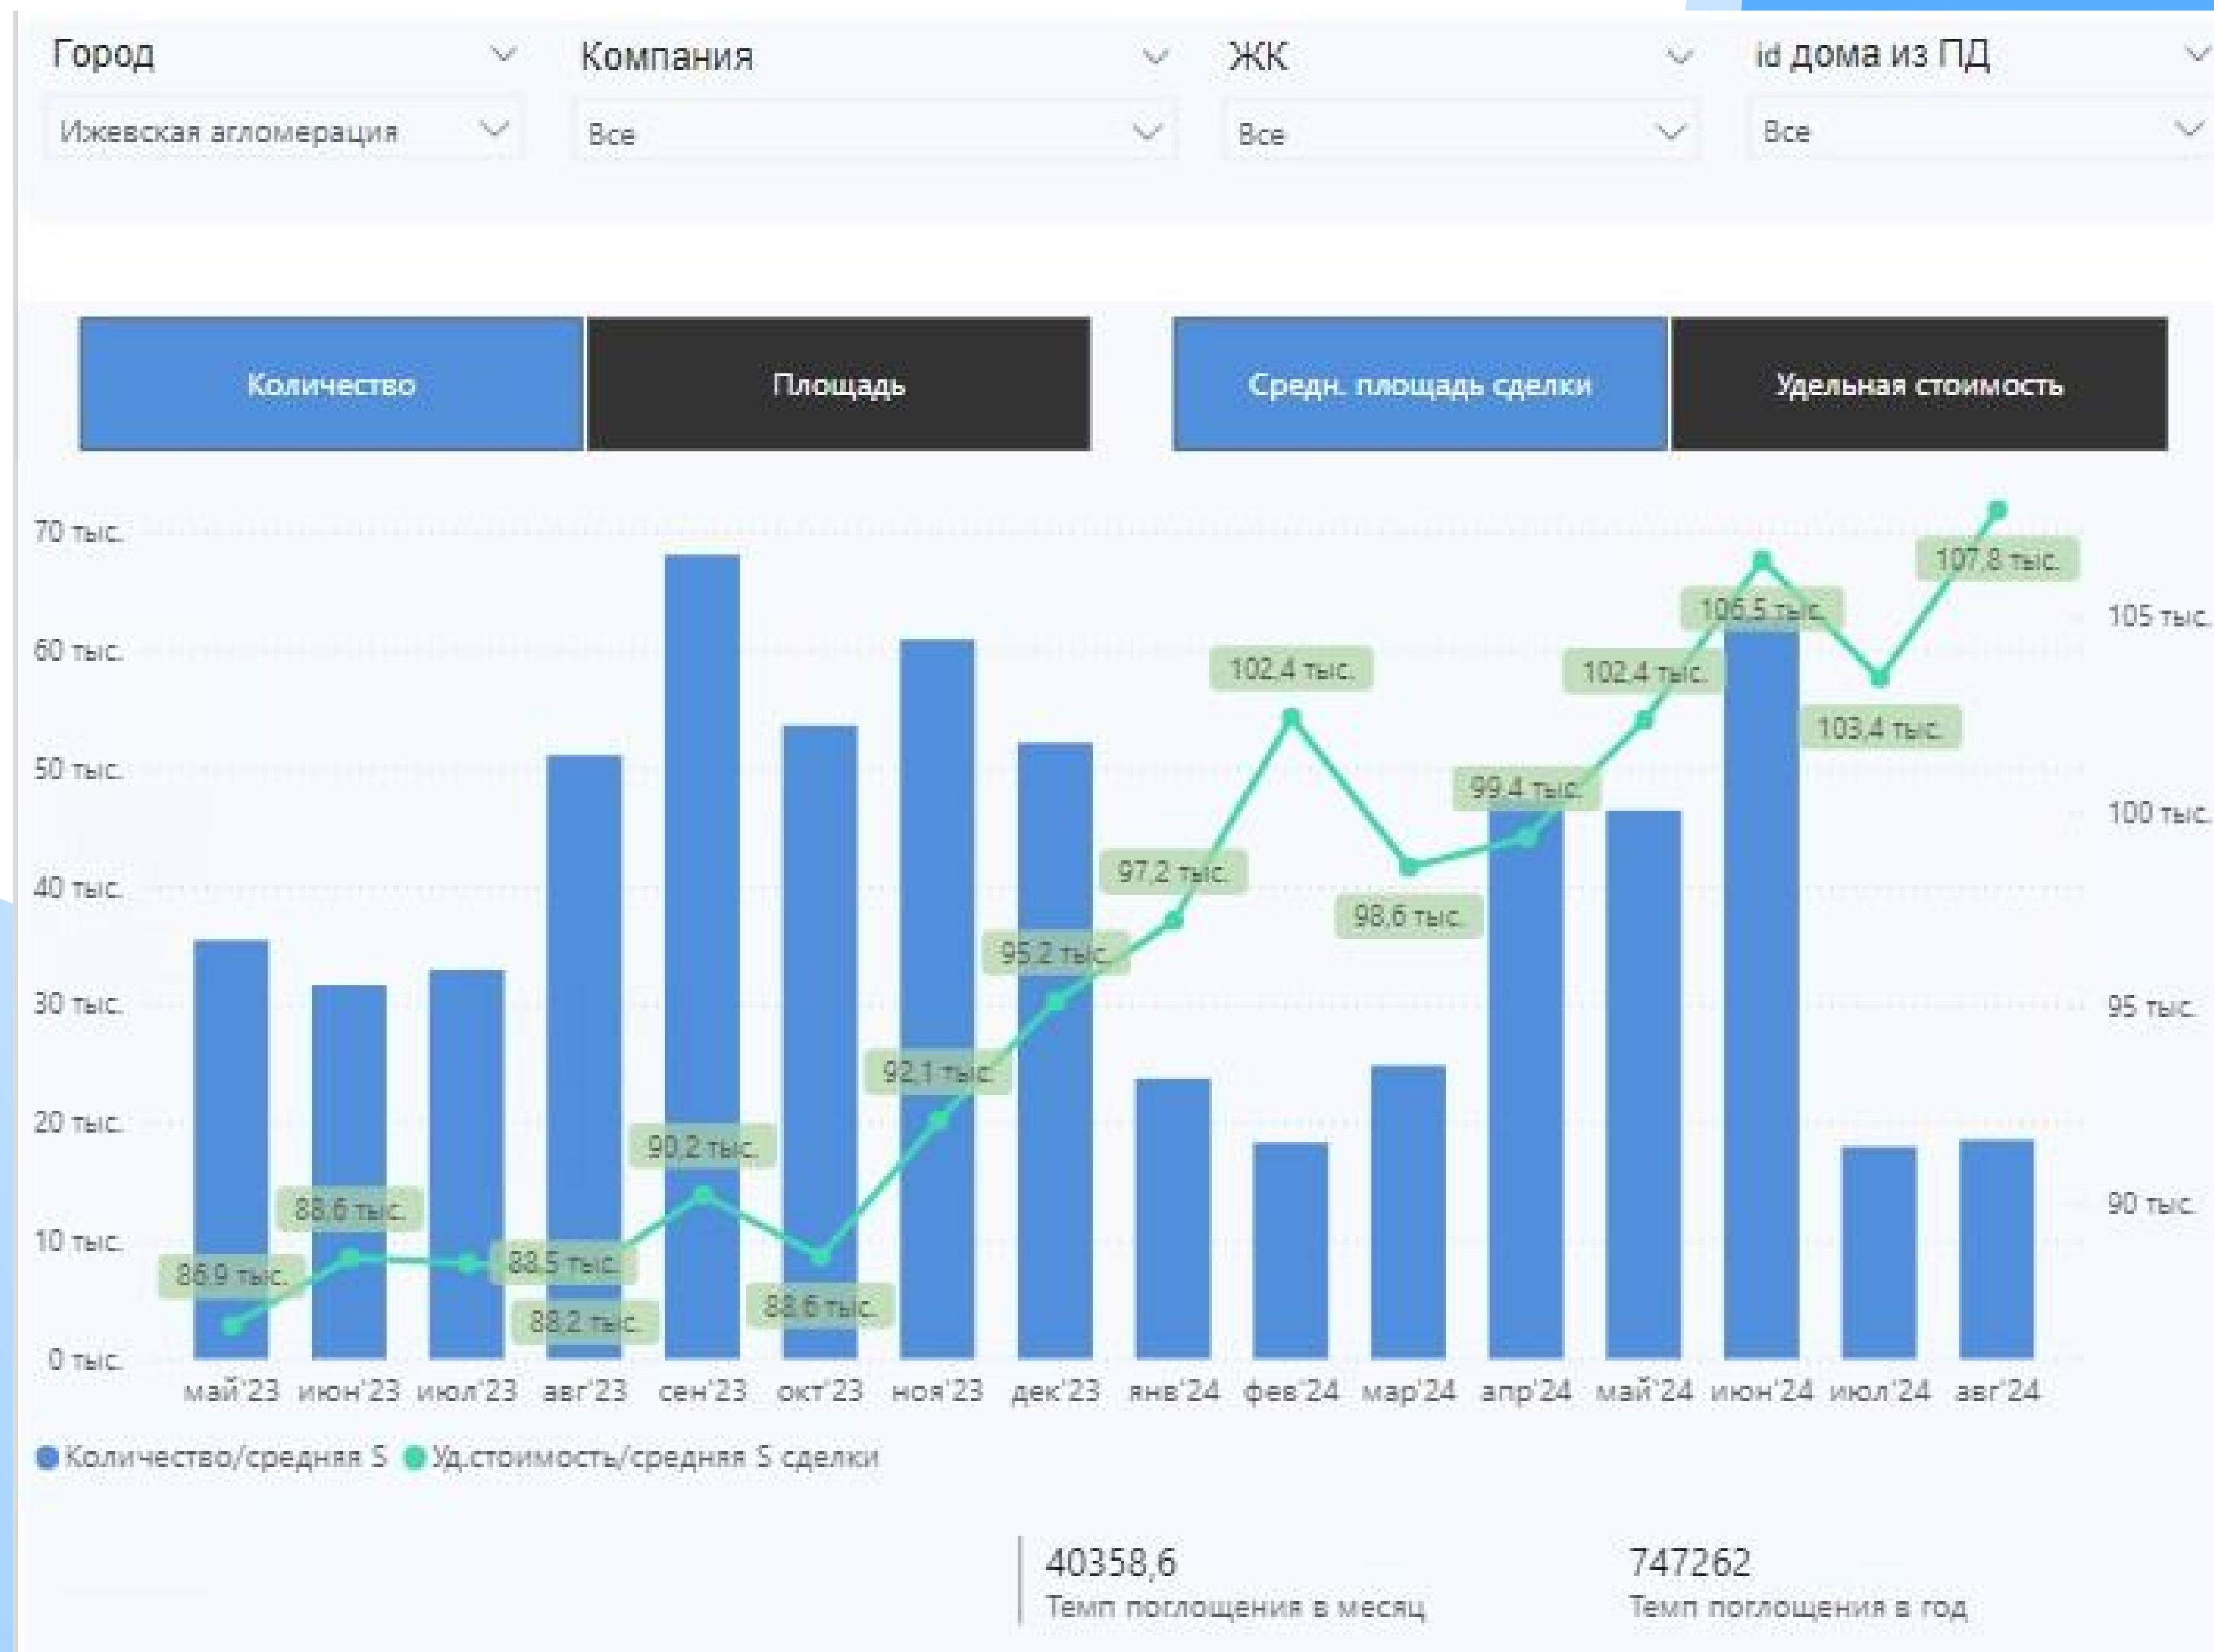 Город Компания ЖК id дома из ПД
Ижевская агломерация Все Все Все
Количество Площадь Средн. площадь сделки Удельная стоимость
70 тыс.
107,8 тыс.
106,5 тыс.
105 тыс.
60 тыс.
102,4 тыс.
102,4 тыс.
103,4 тыс.
50 тыс.
99,4 тыс.
100 тыс.
97,2 тыс.
40 тыс.
98,6 тыс.
95,2 тыс.
30 тыс.
95 тыс.
92,1 тыс.
20 тыс.
90,2 тыс.
88,6 тыс.
90 тыс.
10 тыс.
86,9 тыс.
88,5 тыс.
88,6 тыс.
88,2 тыс.
0 тыс.
май'23 июн'23 июл'23 авг'23 сен'23 окт'23 ноя'23 дек'23 янв'24 фев'24 мар'24 апр'24 май'24 июн'24 июл'24 авг'24
Количество/средняя S Уд.стоимость/средняя S сделки
40358,6 747262
Темп поглощения в месяц Темп поглощения в год